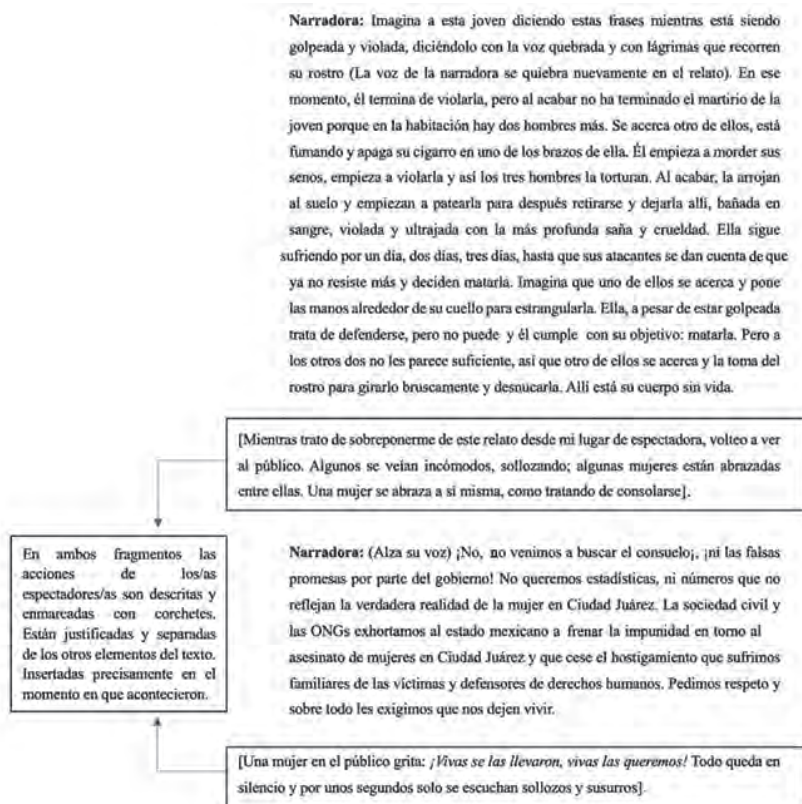 Narradora: Imagina a esta joven diciendo estas frases mientras está siendo
golpeada y violada, diciéndolo con la voz quebrada y con lágrimas que recorren
su rostro (La voz de la narradora se quiebra nuevamente en el relato). En ese
momento, él termina de violarla, pero al acabar no ha terminado el martirio de la
joven porque en la habitación hay dos hombres más. Se acerca otro de ellos, está
fumando y apaga su cigarro en uno de los brazos de ella. Él empieza a morder sus
senos, empieza a violarla y así los tres hombres la torturan. Al acabar, la arrojan
al suelo y empiezan a patearla para después retirarse y dejarla allí, bañada en
sangre, violada y ultrajada con la más profunda saña y crueldad. Ella sigue
sufriendo por un día, dos días, tres días, hasta que sus atacantes se dan cuenta de que
ya no resiste más y deciden matarla. Imagina que uno de ellos se acerca y pone
las manos alrededor de su cuello para estrangularla. Ella, a pesar de estar golpeada
trata de defenderse, pero no puede y él cumple con su objetivo: matarla. Pero a
los otros dos no les parece suficiente, así que otro de ellos se acerca y la toma del
rostro para girarlo bruscamente y desnucarla. Allí está su cuerpo sin vida.
[Mientras trato de sobreponerme de este relato desde mi lugar de espectadora, volteo a ver
al público. Algunos se veían incómodos, sollozando; algunas mujeres están abrazadas
entre ellas. Una mujer se abraza a sí misma, como tratando de consolarse].
En ambos fragmentos las
acciones de los/as
espectadores/as son descritas y
enmarcadas con corchetes.
Están justificadas y separadas
de los otros elementos del texto.
Insertadas precisamente en el
momento en que acontecieron.
Narradora: (Alza su voz) ¡No, no venimos a buscar el consuelo¡, ¡ni las falsas
promesas por parte del gobierno! No queremos estadísticas, ni números que no
reflejan la verdadera realidad de la mujer en Ciudad Juárez. La sociedad civil y
las ONGs exhortamos al estado mexicano a frenar la impunidad en torno al
asesinato de mujeres en Ciudad Juárez y que cese el hostigamiento que sufrimos
familiares de las víctimas y defensores de derechos humanos. Pedimos respeto y
sobre todo les exigimos que nos dejen vivir.
[Una mujer en el público grita: ¡Vivas se las llevaron, vivas las queremos! Todo queda en
silencio y por unos segundos solo se escuchan sollozos y susurros].